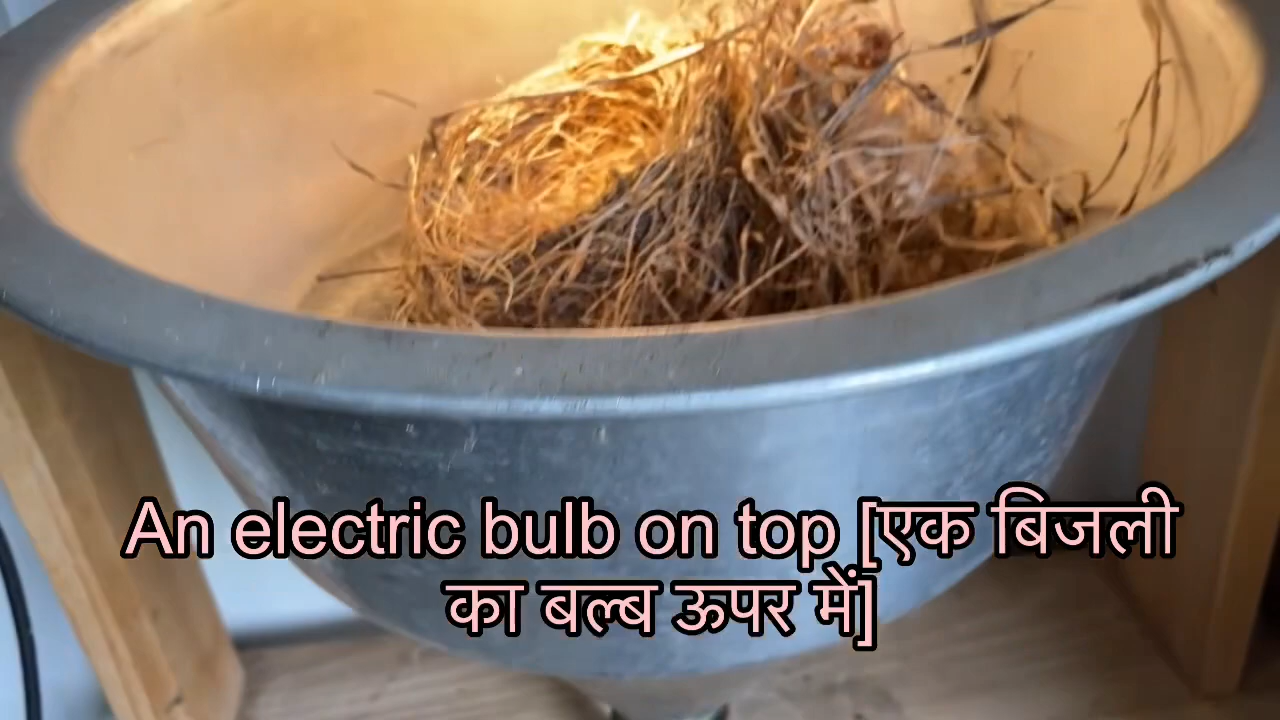 An electric bulb on top [एक बिजली
का बल्ब ऊपर में]